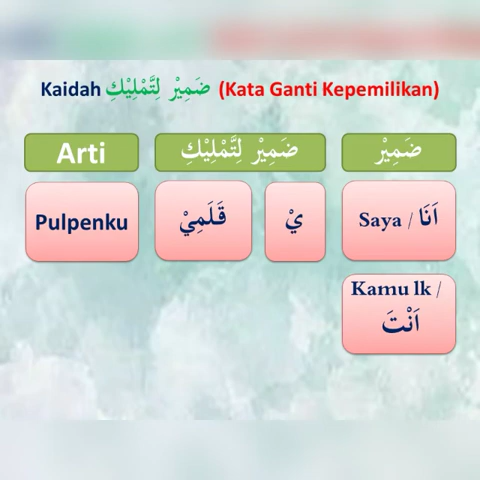 Kaidah ضَمِيْر لِتَّمْلِيْكِ (Kata Ganti Kepemilikan)
Arti ضَمِيْر لِتَّمْلِيْكِ ضَمِيْر
Pulpenku قَلَمِيْ يْ Saya / اَنَا
Kamu lk /
اَنْتَ